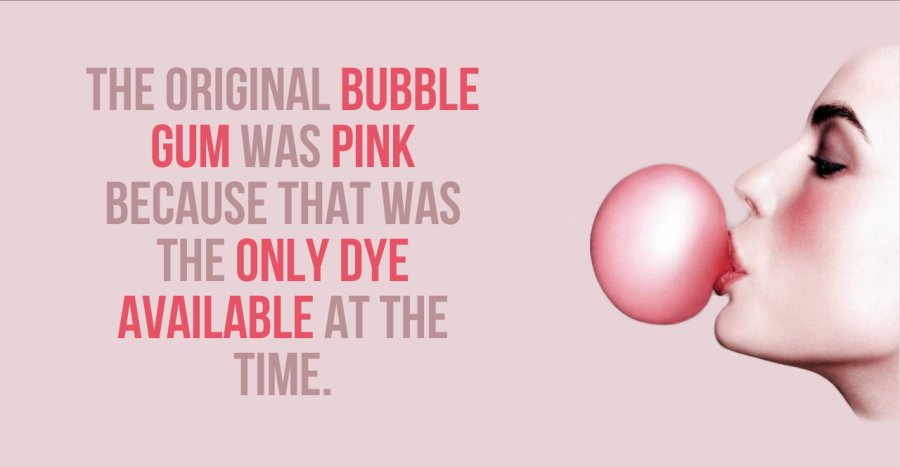 THE ORIGINAL BUBBLE
GUM WAS PINK
BECAUSE THAT WAS
THE ONLY DYE
AVAILABLE AT THE
TIME.